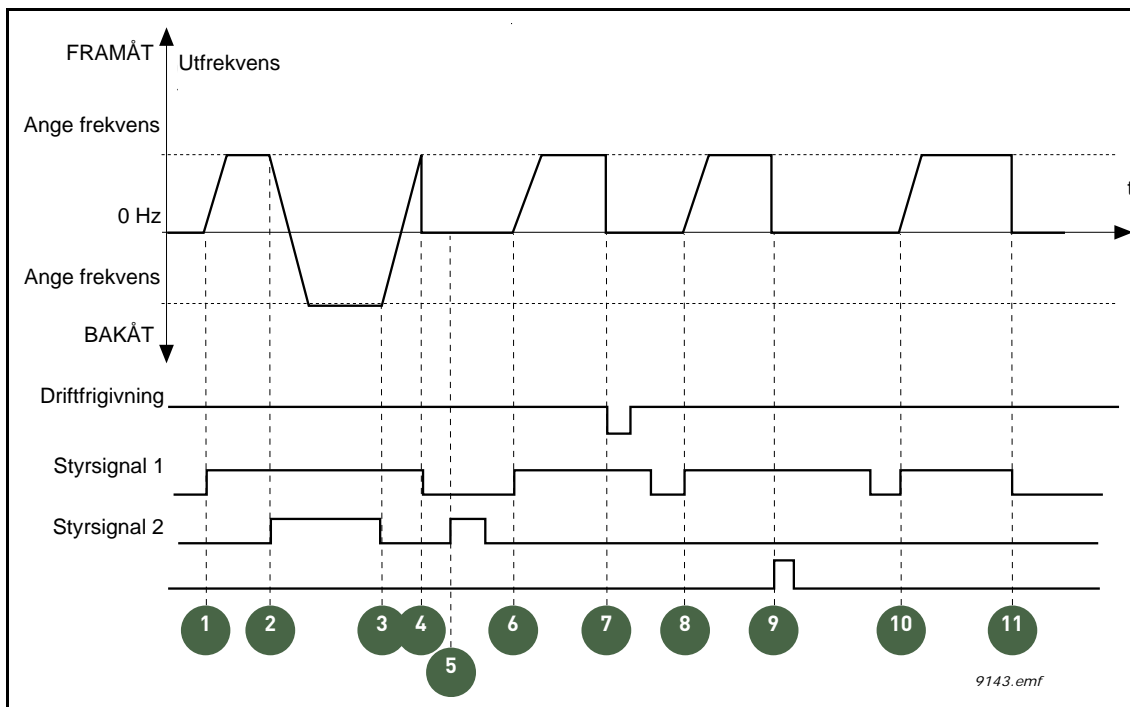 FRAMÅT
Utfrekvens
Ange frekvens
t
0 Hz
Ange frekvens
BAKÅT
Driftfrigivning
Styrsignal 1
Styrsignal 2
1 2 3 4 6 7 8 9 10 11
5
9143.emf